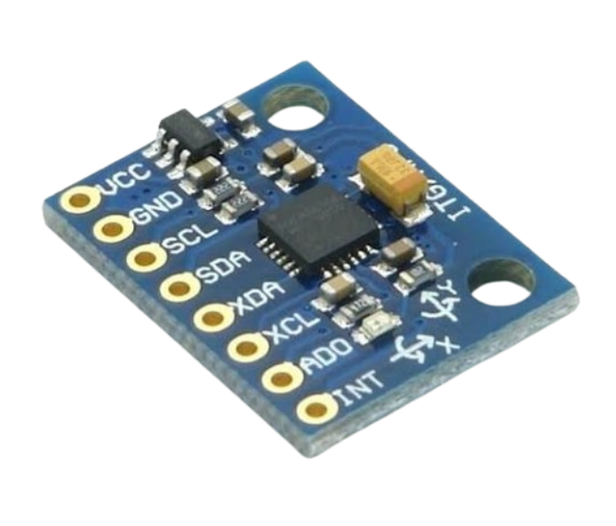 VCC
GND
SCL
SDA
XDA
XCL
ADO
INT
ITG
Y
X